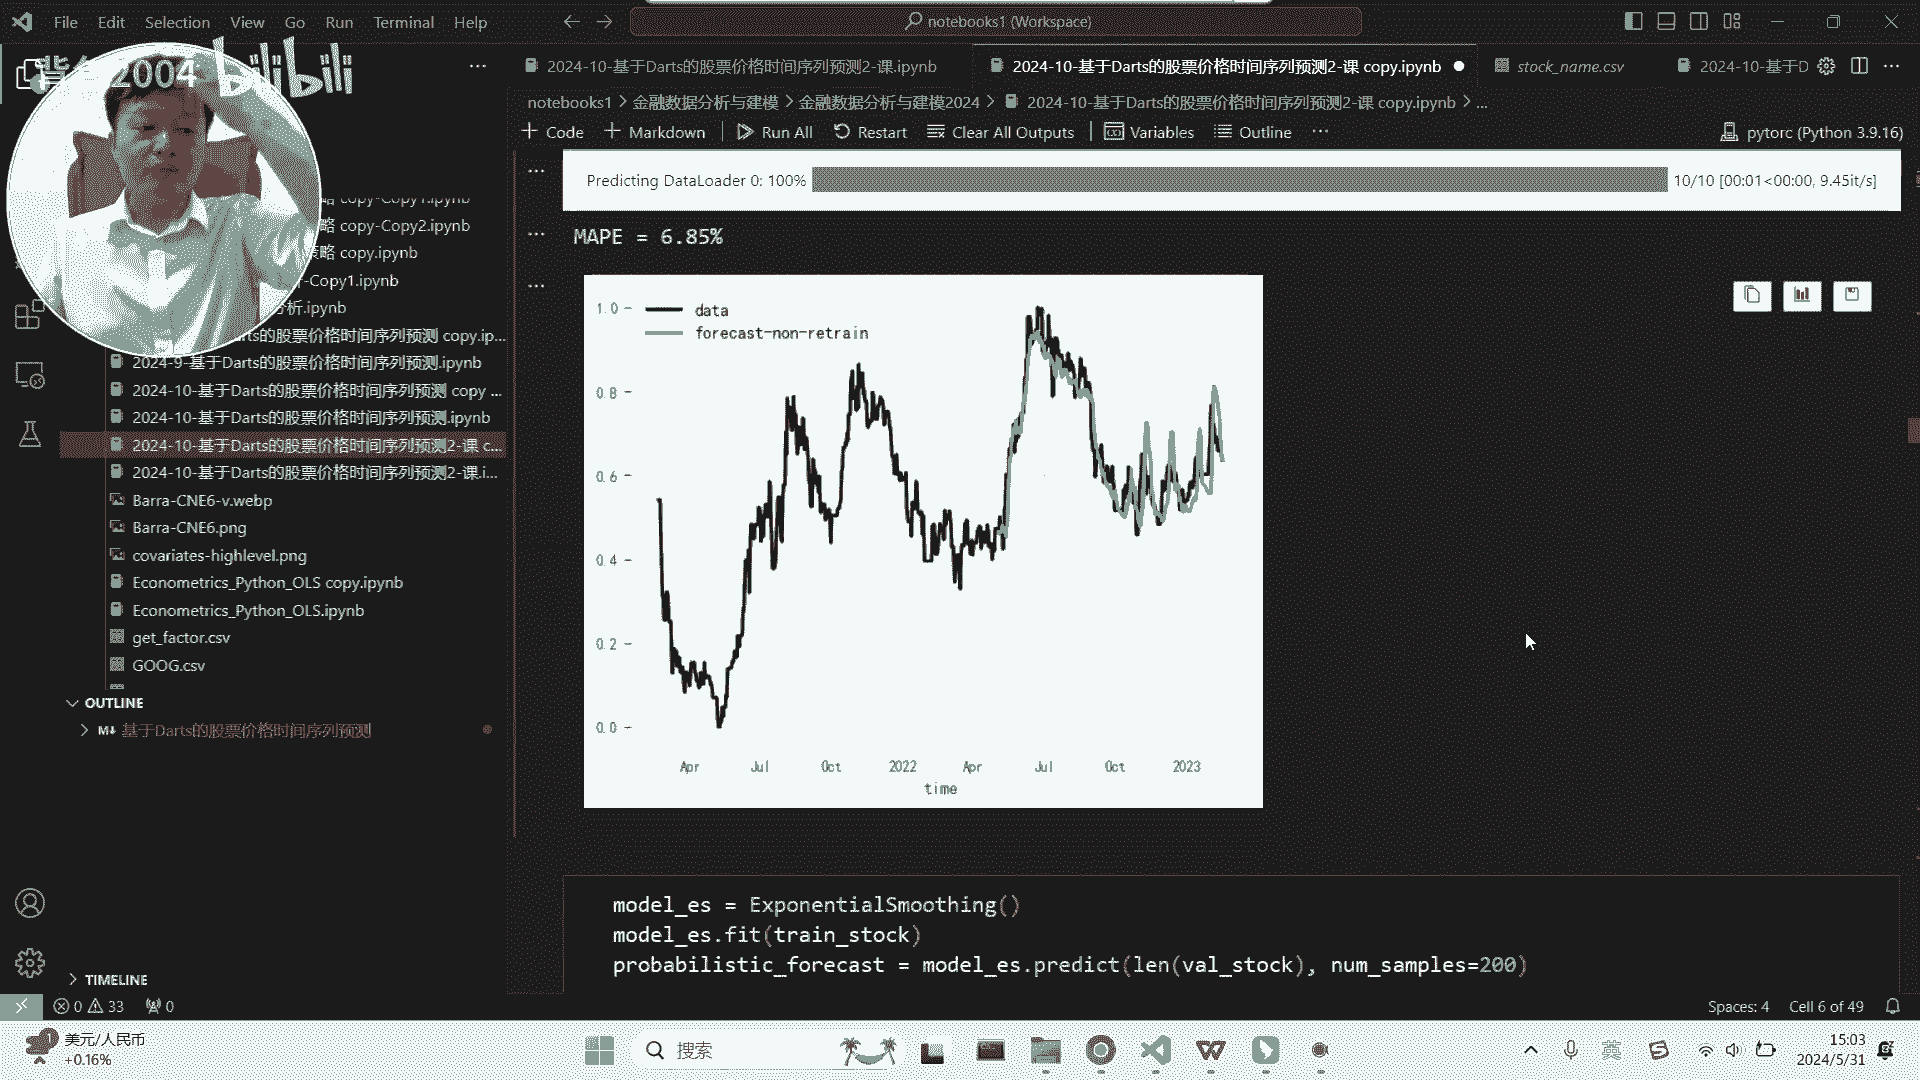 File Edit Selection View Go Run Terminal Help
notebooks1 (Workspace)
2004 bilibili
2024-10-基于Darts的股票价格时间序列预测2-课.ipynb
2024-10-基于Darts的股票价格时间序列预测2-课 copy.ipynb
stock_name.csv
2024-10-基于D
notebooks1 > 金融数据分析与建模 > 金融数据分析与建模2024 > 2024-10-基于Darts的股票价格时间序列预测2-课 copy.ipynb > ...
+ Code + Markdown Run All Restart Clear All Outputs Variables Outline ...
pytorc (Python 3.9.16)
Predicting DataLoader 0: 100% 10/10 [00:01<00:00, 9.45it/s]
MAPE = 6.85%
copy-Copy1.ipynb
copy-Copy2.ipynb
策略 copy.ipynb
-Copy1.ipynb
分析.ipynb
Darts的股票价格时间序列预测 copy.ip...
2024-9-基于Darts的股票价格时间序列预测.ipynb
2024-10-基于Darts的股票价格时间序列预测 copy ...
2024-10-基于Darts的股票价格时间序列预测.ipynb
2024-10-基于Darts的股票价格时间序列预测2-课 c...
2024-10-基于Darts的股票价格时间序列预测2-课.i...
Barra-CNE6-v.webp
Barra-CNE6.png
covariates-highlevel.png
Econometrics_Python_OLS copy.ipynb
Econometrics_Python_OLS.ipynb
get_factor.csv
GOOG.csv
OUTLINE
M↓ 基于Darts的股票价格时间序列预测
TIMELINE
data
forecast-non-retrain
1.0
0.8
0.6
0.4
0.2
0.0
Apr Jul Oct 2022 Apr Jul Oct 2023
time
model_es = ExponentialSmoothing()
model_es.fit(train_stock)
probabilistic_forecast = model_es.predict(len(val_stock), num_samples=200)
0 33 0
Spaces: 4 Cell 6 of 49
美元/人民币
+0.16%
搜索
英
15:03
2024/5/31